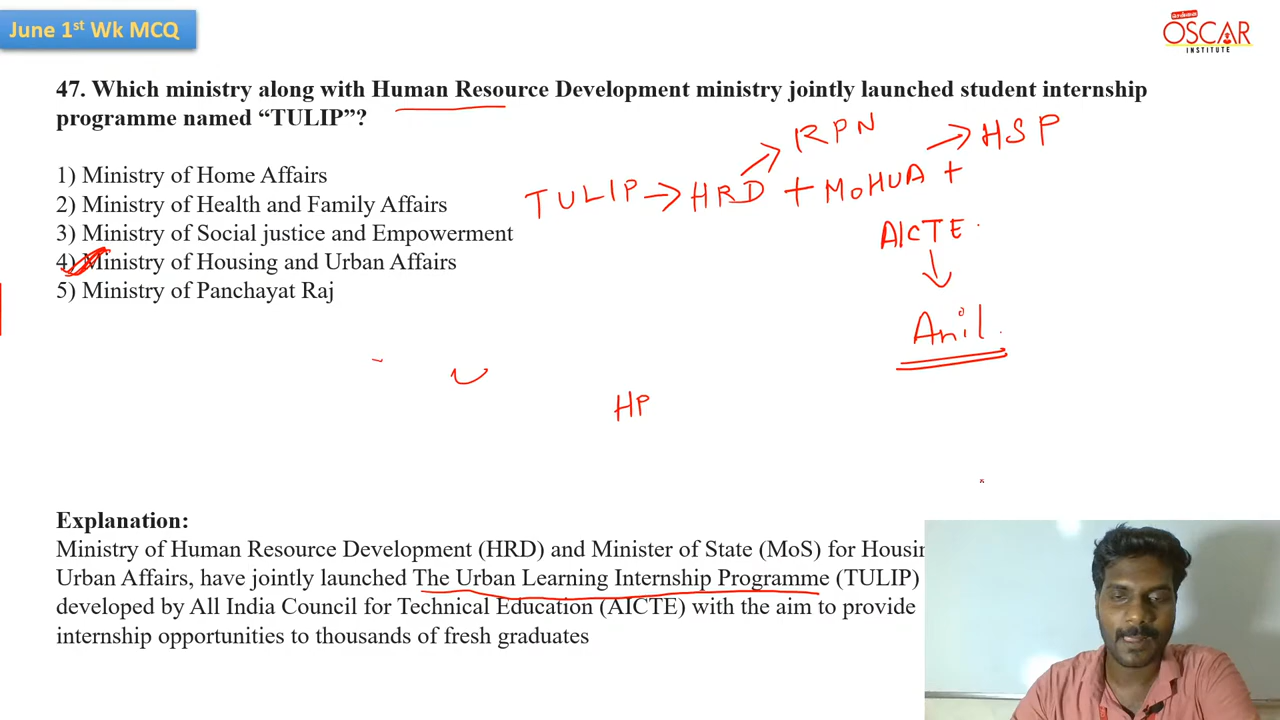 June 1st Wk MCQ
OSCAR
INSTITUTE
47. Which ministry along with Human Resource Development ministry jointly launched student internship
programme named “TULIP”?
1) Ministry of Home Affairs
2) Ministry of Health and Family Affairs
3) Ministry of Social justice and Empowerment
4) Ministry of Housing and Urban Affairs
5) Ministry of Panchayat Raj
RPN
HSP
TULIP → HRD + MoHUA +
AICTE
Anil
HP
Explanation:
Ministry of Human Resource Development (HRD) and Minister of State (MoS) for Housin
Urban Affairs, have jointly launched The Urban Learning Internship Programme (TULIP)
developed by All India Council for Technical Education (AICTE) with the aim to provide
internship opportunities to thousands of fresh graduates